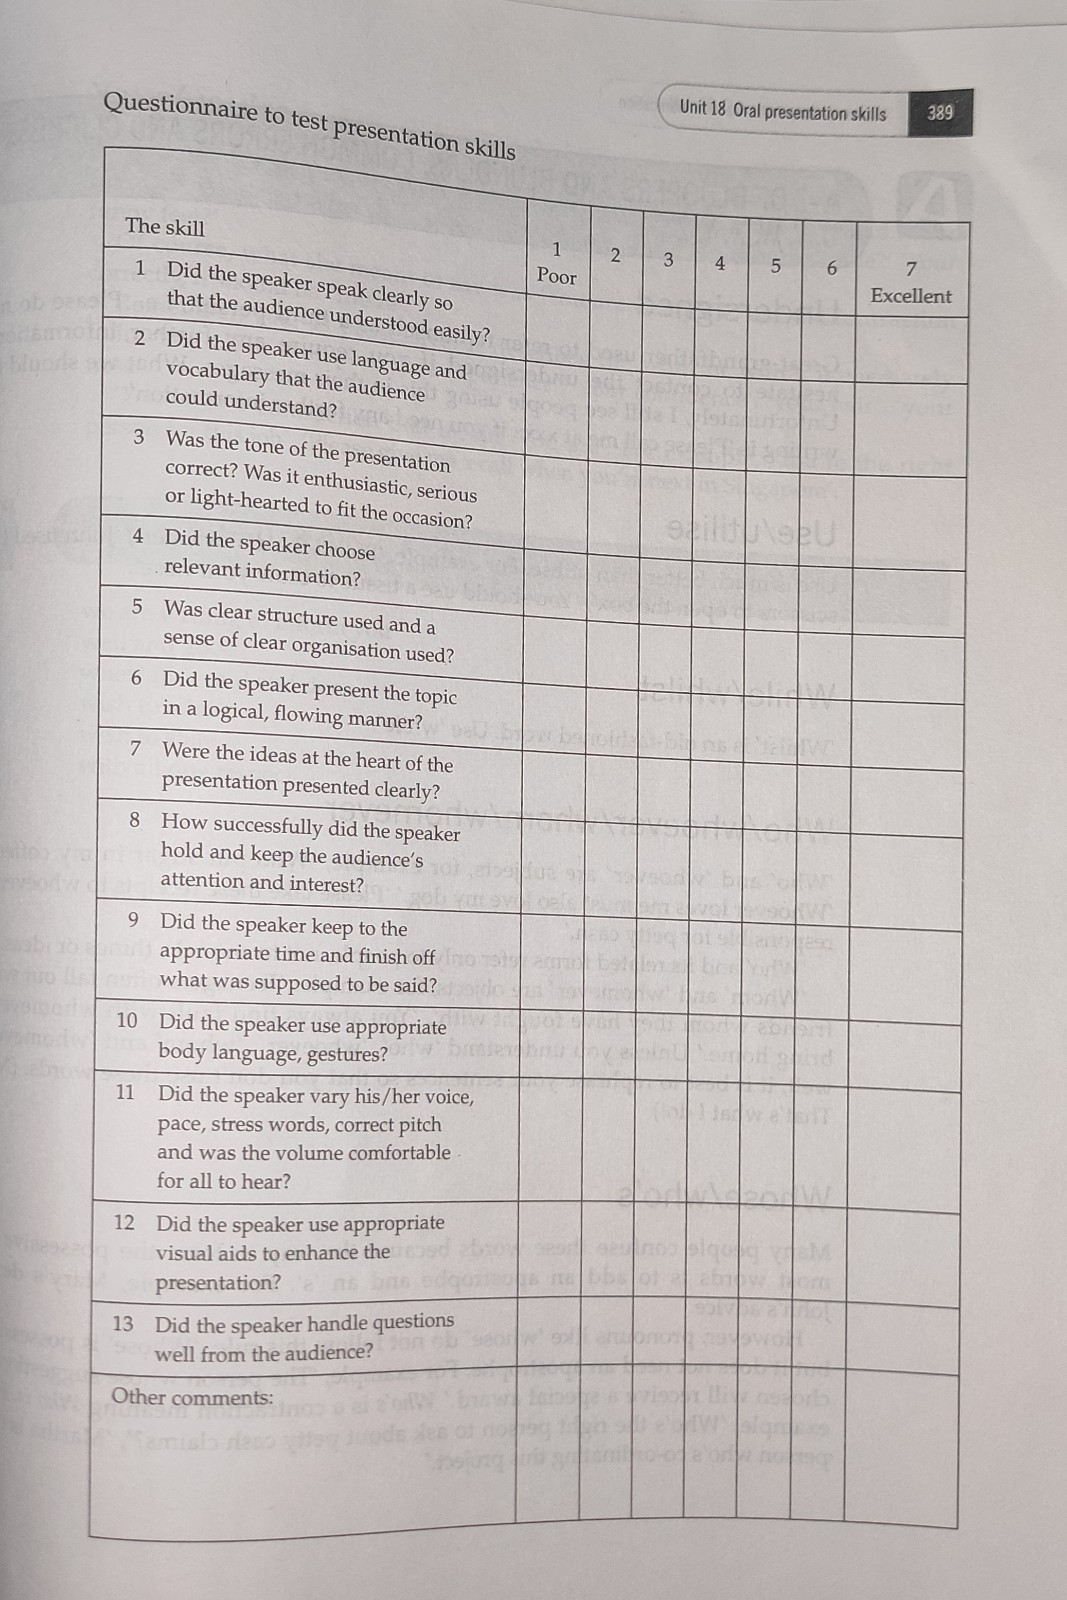 Unit 18 Oral presentation skills 389
Questionnaire to test presentation skills
The skill
1
Poor
2
3
4
5
6
7
Excellent
1 Did the speaker speak clearly so
that the audience understood easily?
2 Did the speaker use language and
vocabulary that the audience
could understand?
3 Was the tone of the presentation
correct? Was it enthusiastic, serious
or light-hearted to fit the occasion?
4 Did the speaker choose
relevant information?
5 Was clear structure used and a
sense of clear organisation used?
6 Did the speaker present the topic
in a logical, flowing manner?
7 Were the ideas at the heart of the
presentation presented clearly?
8 How successfully did the speaker
hold and keep the audience's
attention and interest?
9 Did the speaker keep to the
appropriate time and finish off
what was supposed to be said?
10 Did the speaker use appropriate
body language, gestures?
11 Did the speaker vary his/her voice,
pace, stress words, correct pitch
and was the volume comfortable
for all to hear?
12 Did the speaker use appropriate
visual aids to enhance the
presentation?
13 Did the speaker handle questions
well from the audience?
Other comments: